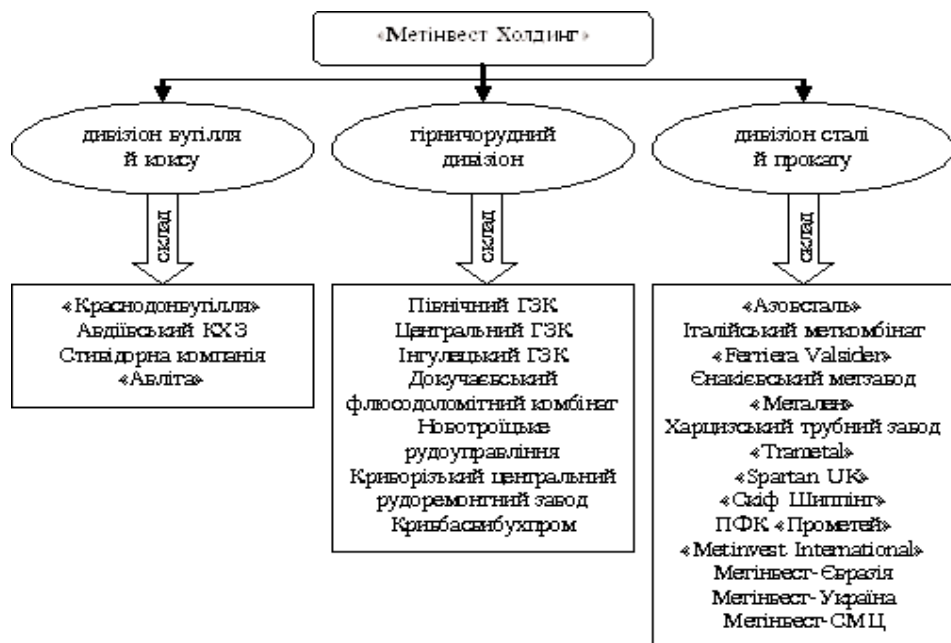 «Метінвест Холдинг»
дивізіон вугілля
й коксу
гірничорудний
дивізіон
дивізіон сталі
й прокату
склад
склад
склад
«Краснодонвугілля»
Авдіївський КХЗ
Стивідорна компанія
«Авліта»
Північний ГЗК
Центральний ГЗК
Інгулецький ГЗК
Докучаєвський
флюсодоломітний комбінат
Новотроїцьке
рудоуправління
Криворізький центральний
рудоремонтний завод
Кривбасвибухпром
«Азовсталь»
Італійський меткомбінат
«Ferriera Valsider»
Єнакієвський метзавод
«Метален»
Харцизський трубний завод
«Trametal»
«Spartan UK»
«Скіф Шиппінг»
ПФК «Прометей»
«Metinvest International»
Метінвест-Євразія
Метінвест-Україна
Метінвест-СМЦ